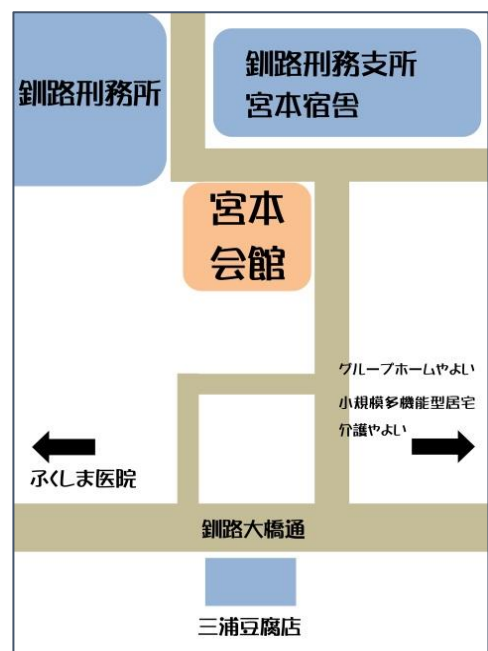 釧路刑務所
釧路刑務支所
宮本宿舎
宮本
会館
グループホームやよい
小規模多機能型居宅
介護やよい
ふくしま医院
釧路大橋通
三浦豆腐店